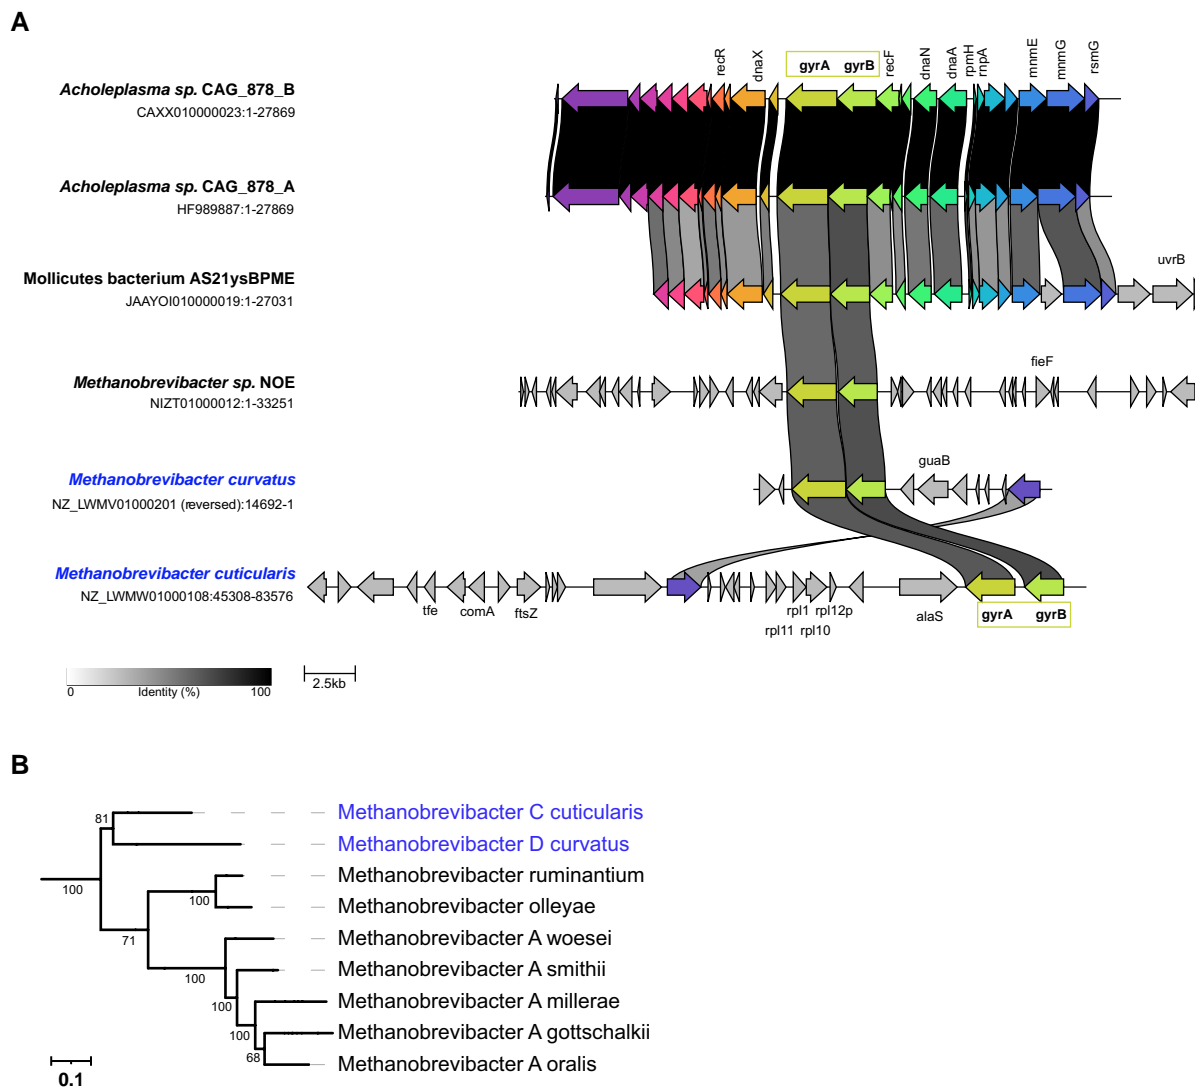 A
recR
dnaX
gyrA gyrB
recF
dnaN
dnaA
rpmH
rnpA
mnmE
mnmG
rsmG
Acholeplasma sp. CAG_878_B
CAXX010000023:1-27869
Acholeplasma sp. CAG_878_A
HF989887:1-27869
Mollicutes bacterium AS21ysBPME
JAAYOI010000019:1-27031
uvrB
Methanobrevibacter sp. NOE
NIZT01000012:1-33251
fieF
Methanobrevibacter curvatus
NZ_LWMV01000201 (reversed):14692-1
guaB
Methanobrevibacter cuticularis
NZ_LWMW01000108:45308-83576
tfe
comA
ftsZ
rpl11
rpl1
rpl10
rpl12p
alaS
gyrA gyrB
0 Identity (%) 100
2.5kb
B
81
Methanobrevibacter C cuticularis
Methanobrevibacter D curvatus
100
Methanobrevibacter ruminantium
100
Methanobrevibacter olleyae
71
Methanobrevibacter A woesei
100
Methanobrevibacter A smithii
100
Methanobrevibacter A millerae
100
Methanobrevibacter A gottschalkii
68
Methanobrevibacter A oralis
0.1